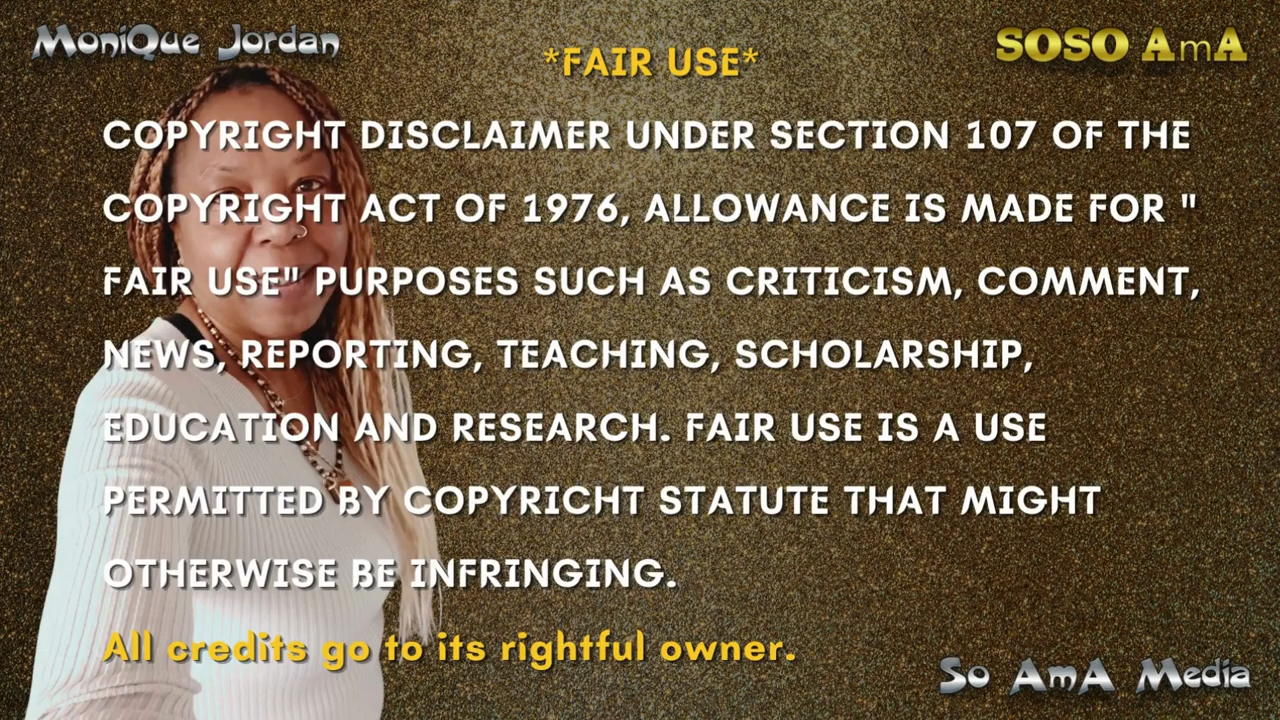 MoniQue Jordan
SOSO AmA
*FAIR USE*
COPYRIGHT DISCLAIMER UNDER SECTION 107 OF THE
COPYRIGHT ACT OF 1976, ALLOWANCE IS MADE FOR "
FAIR USE" PURPOSES SUCH AS CRITICISM, COMMENT,
NEWS, REPORTING, TEACHING, SCHOLARSHIP,
EDUCATION AND RESEARCH. FAIR USE IS A USE
PERMITTED BY COPYRICHT STATUTE THAT MIGHT
OTHERWISE BE INFRINGING.
All credits go to its rightful owner.
So AmA Media